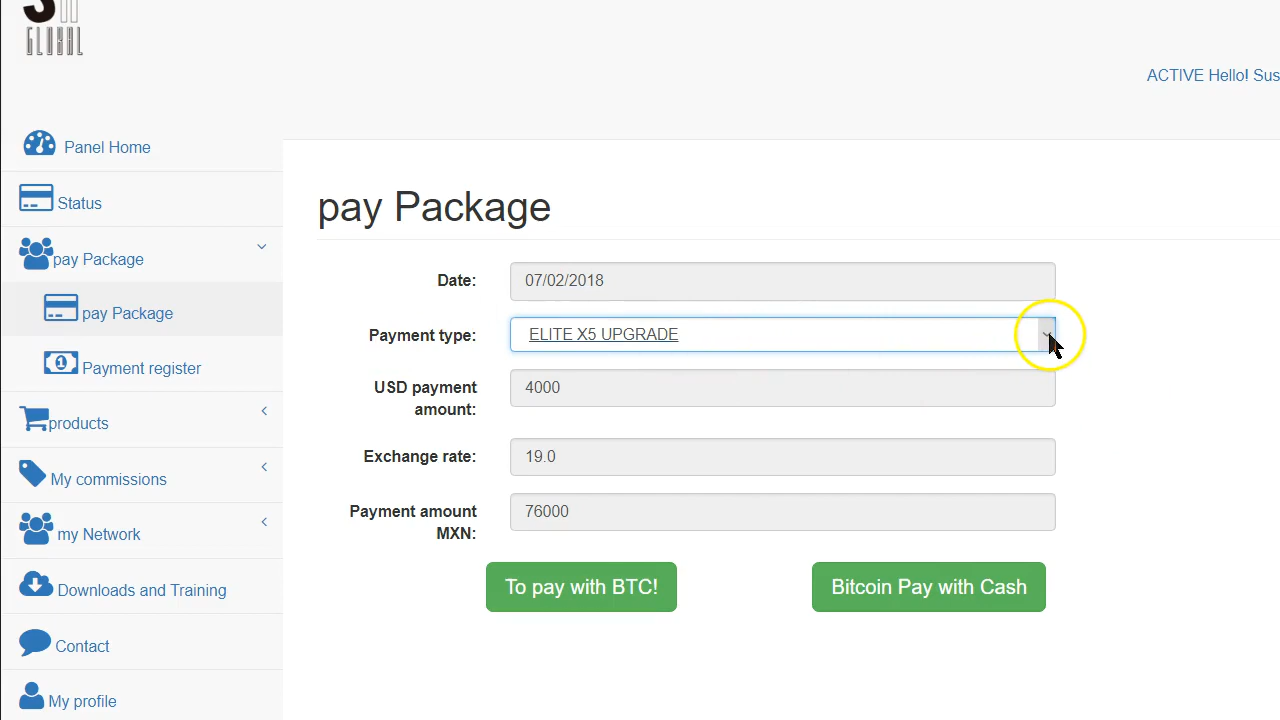 GLOBAL
ACTIVE Hello! Sus
Panel Home
Status
pay Package
pay Package
Payment register
products
My commissions
my Network
Downloads and Training
Contact
My profile
pay Package
Date: 07/02/2018
Payment type: ELITE X5 UPGRADE
USD payment
amount: 4000
Exchange rate: 19.0
Payment amount
MXN: 76000
To pay with BTC! Bitcoin Pay with Cash